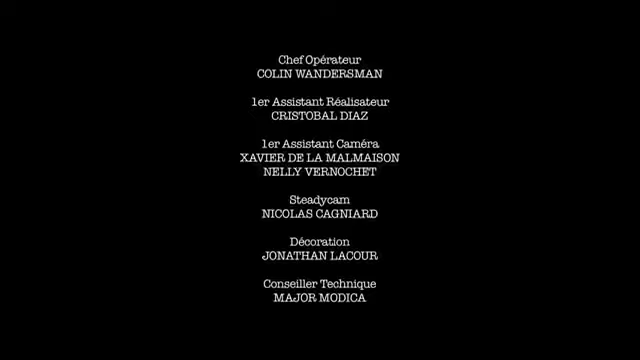 Chef Opérateur
COLIN WANDERSMAN
1er Assistant Réalisateur
CRISTOBAL DIAZ
1er Assistant Caméra
XAVIER DE LA MALMAISON
NELLY VERNOCHET
Steadycam
NICOLAS CAGNIARD
Décoration
JONATHAN LACOUR
Conseiller Technique
MAJOR MODICA